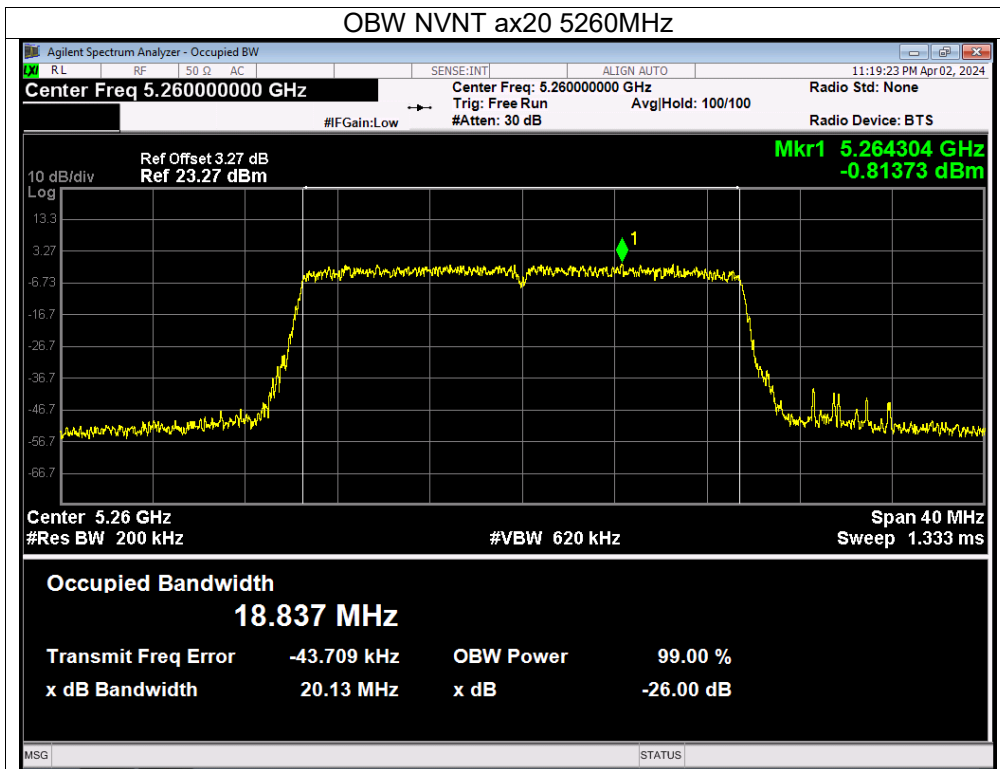 OBW NVNT ax20 5260MHz
Agilent Spectrum Analyzer - Occupied BW
LXI RL RF 50 Ω AC SENSE:INT ALIGN AUTO 11:19:23 PM Apr 02, 2024
Center Freq 5.260000000 GHz Center Freq: 5.260000000 GHz Radio Std: None
Trig: Free Run Avg|Hold: 100/100
#IFGain:Low #Atten: 30 dB Radio Device: BTS
Mkr1 5.264304 GHz
-0.81373 dBm
Ref Offset 3.27 dB
10 dB/div Ref 23.27 dBm
Log
13.3
1
3.27
-6.73
-16.7
-26.7
-36.7
-46.7
-56.7
-66.7
Center 5.26 GHz Span 40 MHz
#Res BW 200 kHz #VBW 620 kHz Sweep 1.333 ms
Occupied Bandwidth
18.837 MHz
Transmit Freq Error -43.709 kHz OBW Power 99.00 %
x dB Bandwidth 20.13 MHz x dB -26.00 dB
MSG STATUS